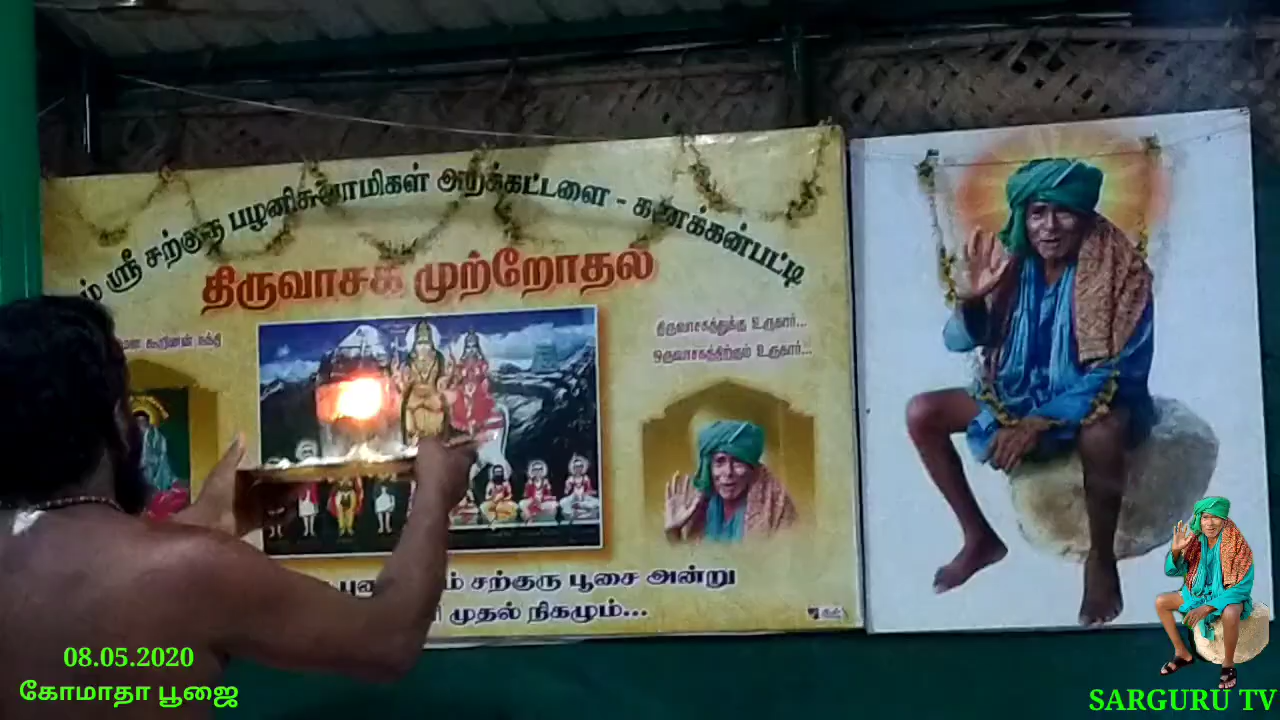 ஸ்ரீ சற்குரு பழனிசுவாமிகள் அறக்கட்டளை - கணக்கன்பட்டி
திருவாசக முற்றோதல்
திருவாசகத்துக்கு உருகார்...
ஒருவாசகத்திற்கும் உருகார்...
சற்குரு பூசை அன்று
முதல் நிகழும்...
08.05.2020
கோமாதா பூஜை
SARGURU TV